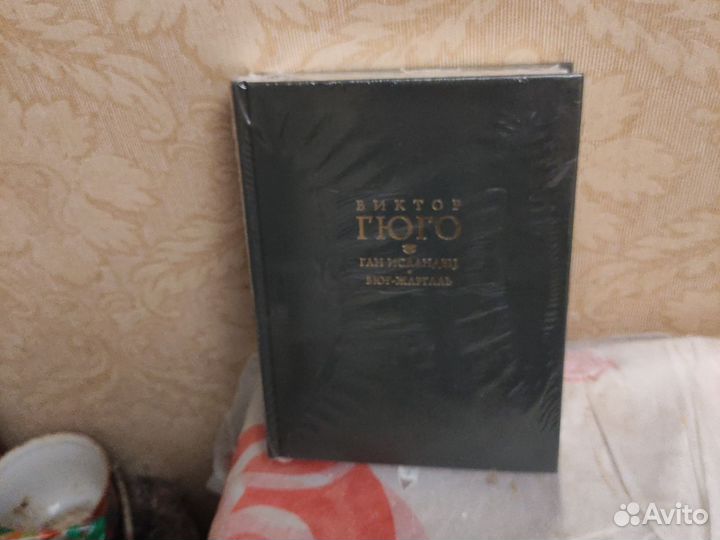 ВИКТОР
ГЮГО
ГАН ИСЛАНДЕЦ
БЮГ-ЖАРГАЛЬ
Avito